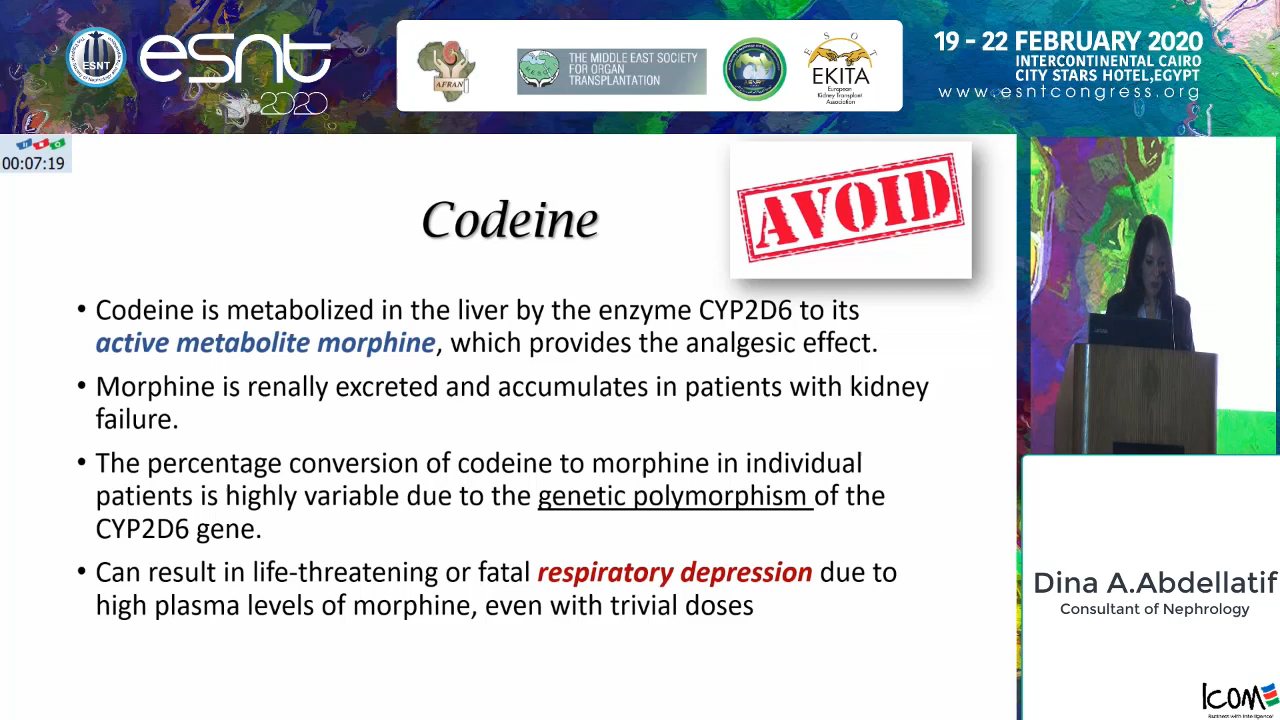 ESNT
esnt
2020
AFRAN
THE MIDDLE EAST SOCIETY
FOR ORGAN
TRANSPLANTATION
ESOT
EKITA
European
Kidney Transplant
Association
19 - 22 FEBRUARY 2020
INTERCONTINENTAL CAIRO
CITY STARS HOTEL,EGYPT
www.esntcongress.org
00:07:19
Codeine
AVOID
• Codeine is metabolized in the liver by the enzyme CYP2D6 to its
active metabolite morphine, which provides the analgesic effect.
• Morphine is renally excreted and accumulates in patients with kidney
failure.
• The percentage conversion of codeine to morphine in individual
patients is highly variable due to the genetic polymorphism of the
CYP2D6 gene.
• Can result in life-threatening or fatal respiratory depression due to
high plasma levels of morphine, even with trivial doses
Dina A.Abdellatif
Consultant of Nephrology
Icom
Business with Intelligence